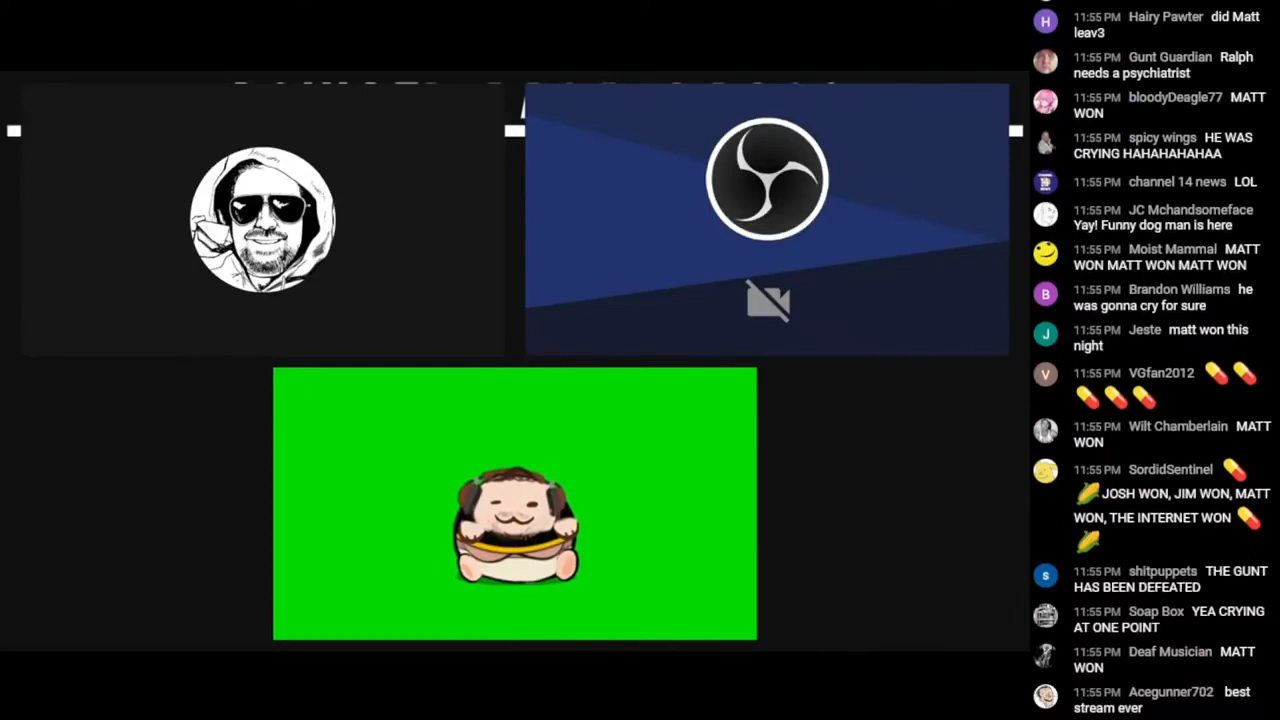 11:55 PM Hairy Pawter did Matt
leav3
11:55 PM Gunt Guardian Ralph
needs a psychiatrist
11:55 PM bloodyDeagle77 MATT
WON
11:55 PM spicy wings HE WAS
CRYING HAHAHAHAHAA
11:55 PM channel 14 news LOL
11:55 PM JC Mchandsomeface
Yay! Funny dog man is here
11:55 PM Moist Mammal MATT
WON MATT WON MATT WON
11:55 PM Brandon Williams he
was gonna cry for sure
11:55 PM Jeste matt won this
night
11:55 PM VGfan2012
11:55 PM Wilt Chamberlain MATT
WON
11:55 PM SordidSentinel
JOSH WON, JIM WON, MATT
WON, THE INTERNET WON
11:55 PM shitpuppets THE GUNT
HAS BEEN DEFEATED
11:55 PM Soap Box YEA CRYING
AT ONE POINT
11:55 PM Deaf Musician MATT
WON
11:55 PM Acegunner702 best
stream ever
H
B
J
V
s